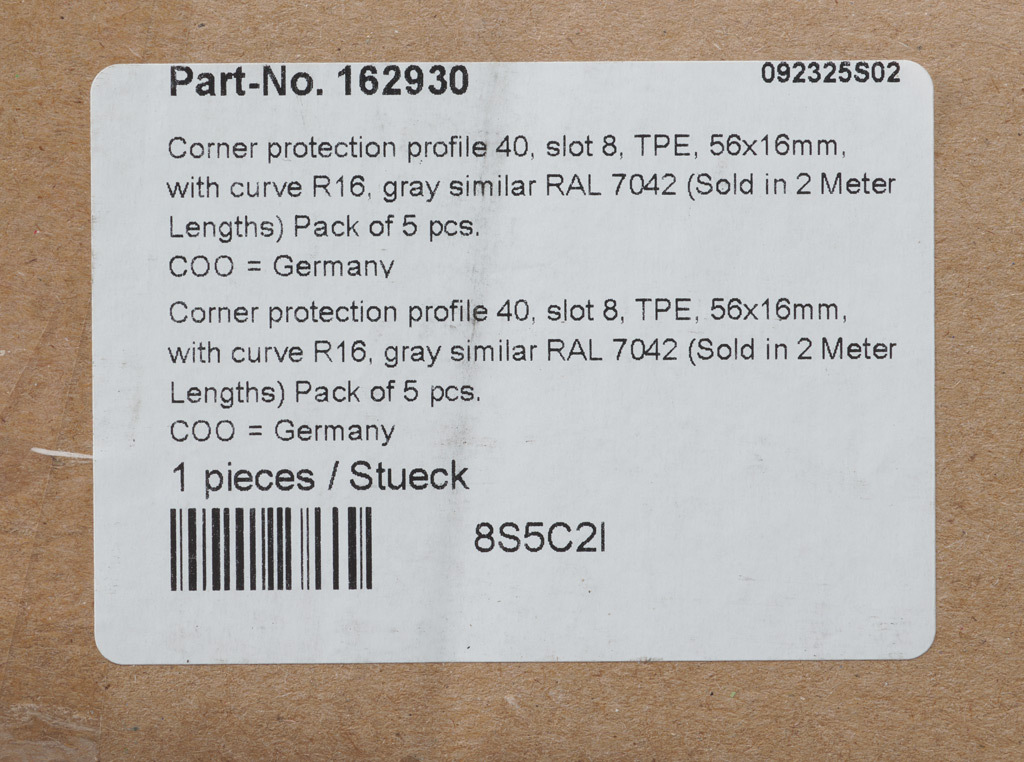 Part-No. 162930
092325S02
Corner protection profile 40, slot 8, TPE, 56x16mm,
with curve R16, gray similar RAL 7042 (Sold in 2 Meter
Lengths) Pack of 5 pcs.
COO = Germany
Corner protection profile 40, slot 8, TPE, 56x16mm,
with curve R16, gray similar RAL 7042 (Sold in 2 Meter
Lengths) Pack of 5 pcs.
COO = Germany
1 pieces / Stueck
8S5C2I